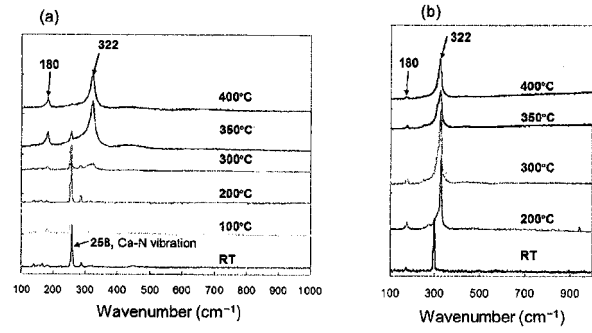 (a)
322
180
400°C
350°C
300°C
200°C
100°C
258, Ca-N vibration
RT
100 200 300 400 500 600 700 800 900 1000
Wavenumber (cm⁻¹)
(b)
322
180
400°C
350°C
300°C
200°C
RT
100 300 500 700 900
Wavenumber (cm⁻¹)